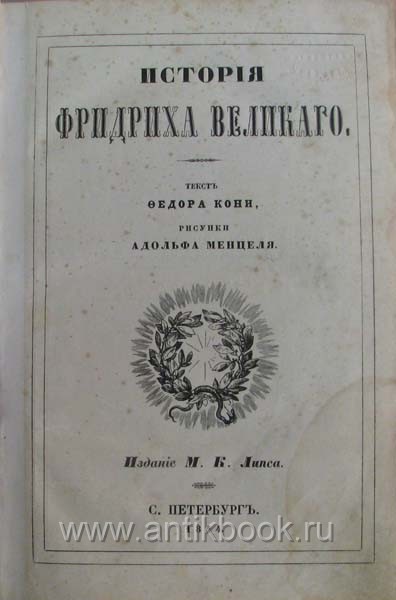 ИСТОРІЯ
ФРИДРИХА ВЕЛИКАГО.
ТЕКСТЪ
ѲЕДОРА КОНИ,
РИСУНКИ
АДОЛЬФА МЕНЦЕЛЯ.
Изданіе М. К. Липса.
С. ПЕТЕРБУРГЪ.
www.antikbook.ru